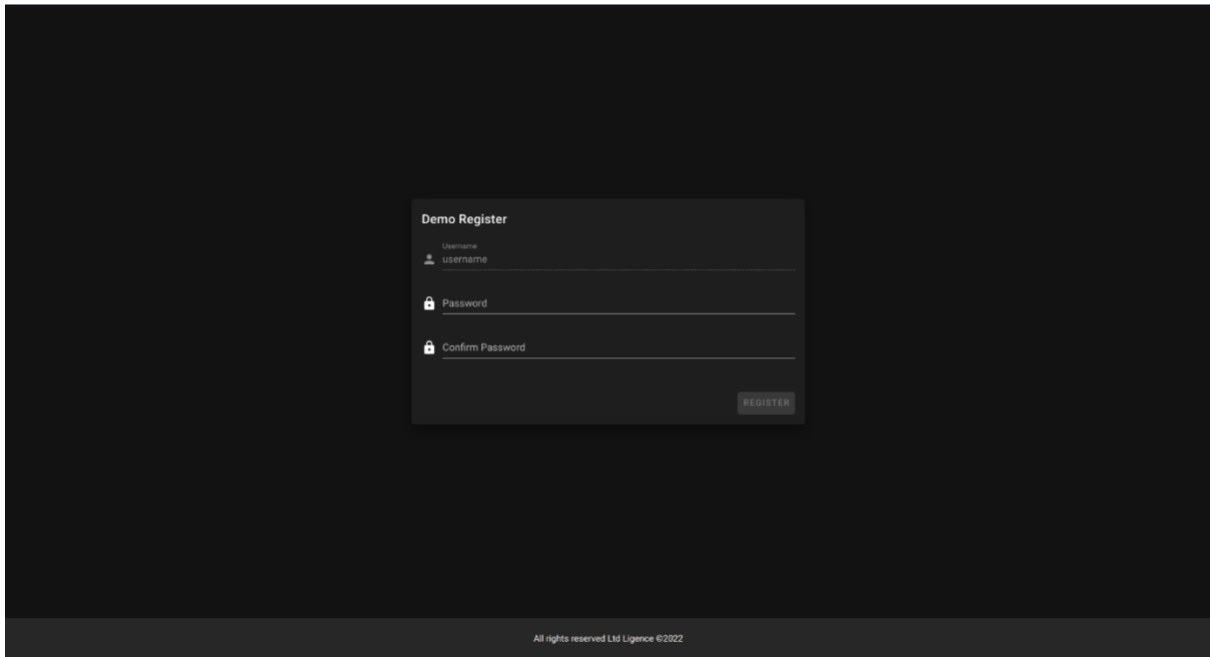 Demo Register
Username
username
Password
Confirm Password
REGISTER
All rights reserved Ltd Ligence ©2022